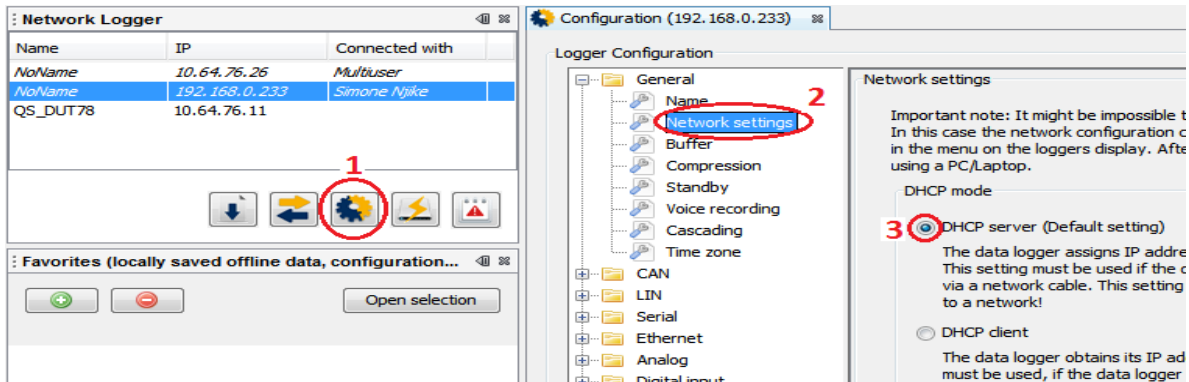 Network Logger
Name IP Connected with
NoName 10.64.76.26 Multiuser
NoName 192.168.0.233 Simone Njike
QS_DUT78 10.64.76.11
1
Favorites (locally saved offline data, configuration...
Open selection
Configuration (192.168.0.233)
Logger Configuration
General
Name
2
Network settings
Buffer
Compression
Standby
Voice recording
Cascading
Time zone
CAN
LIN
Serial
Ethernet
Analog
Digital input
Network settings
Important note: It might be impossible t
In this case the network configuration c
in the menu on the loggers display. Afte
using a PC/Laptop.
DHCP mode
3
DHCP server (Default setting)
The data logger assigns IP addre
This setting must be used if the c
via a network cable. This setting
to a network!
DHCP client
The data logger obtains its IP ad
must be used, if the data logger